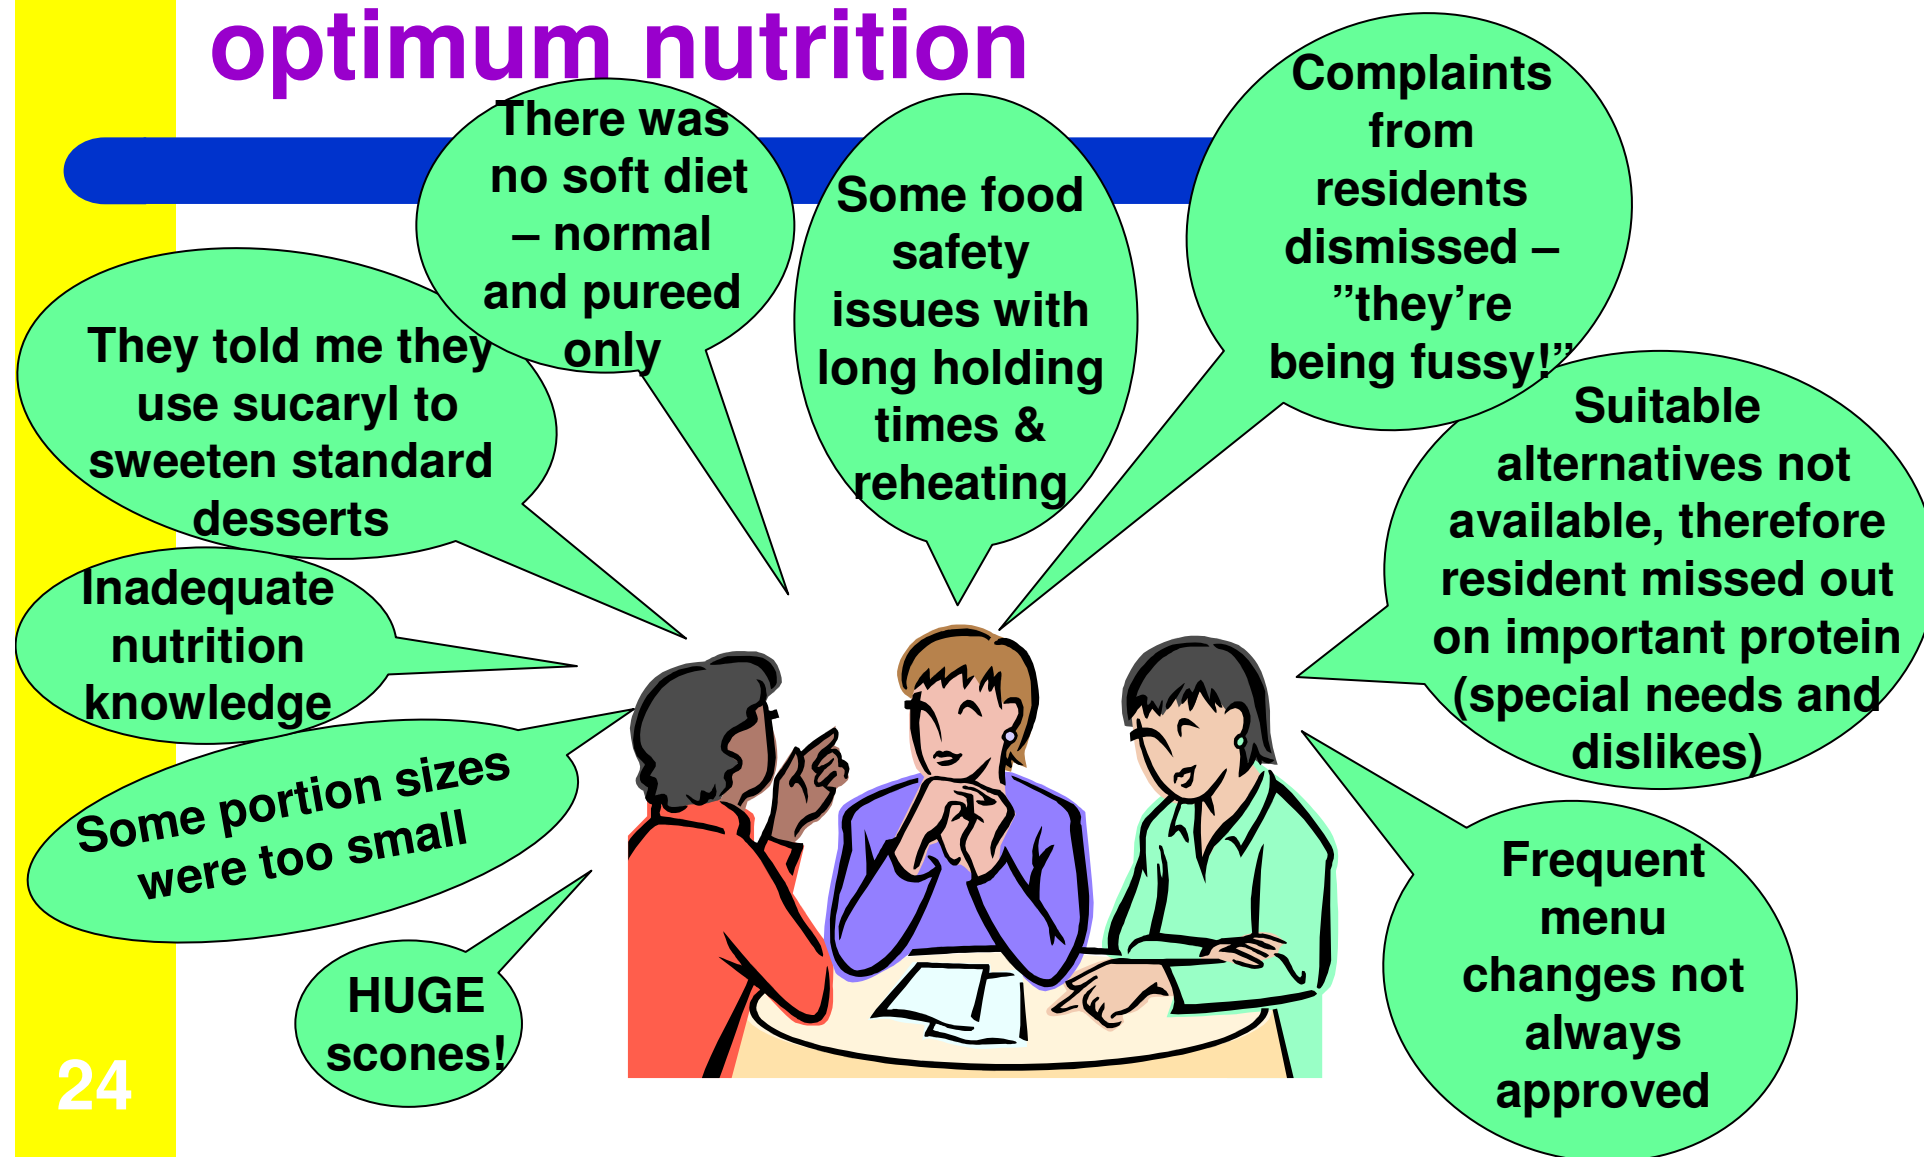 optimum nutrition
There was
no soft diet
– normal
and pureed
only
Some food
safety
issues with
long holding
times &
reheating
Complaints
from
residents
dismissed –
”they're
being fussy!”
They told me they
use sucaryl to
sweeten standard
desserts
Suitable
alternatives not
available, therefore
resident missed out
on important protein
(special needs and
dislikes)
Inadequate
nutrition
knowledge
Some portion sizes
were too small
Frequent
menu
changes not
always
approved
HUGE
scones!
24